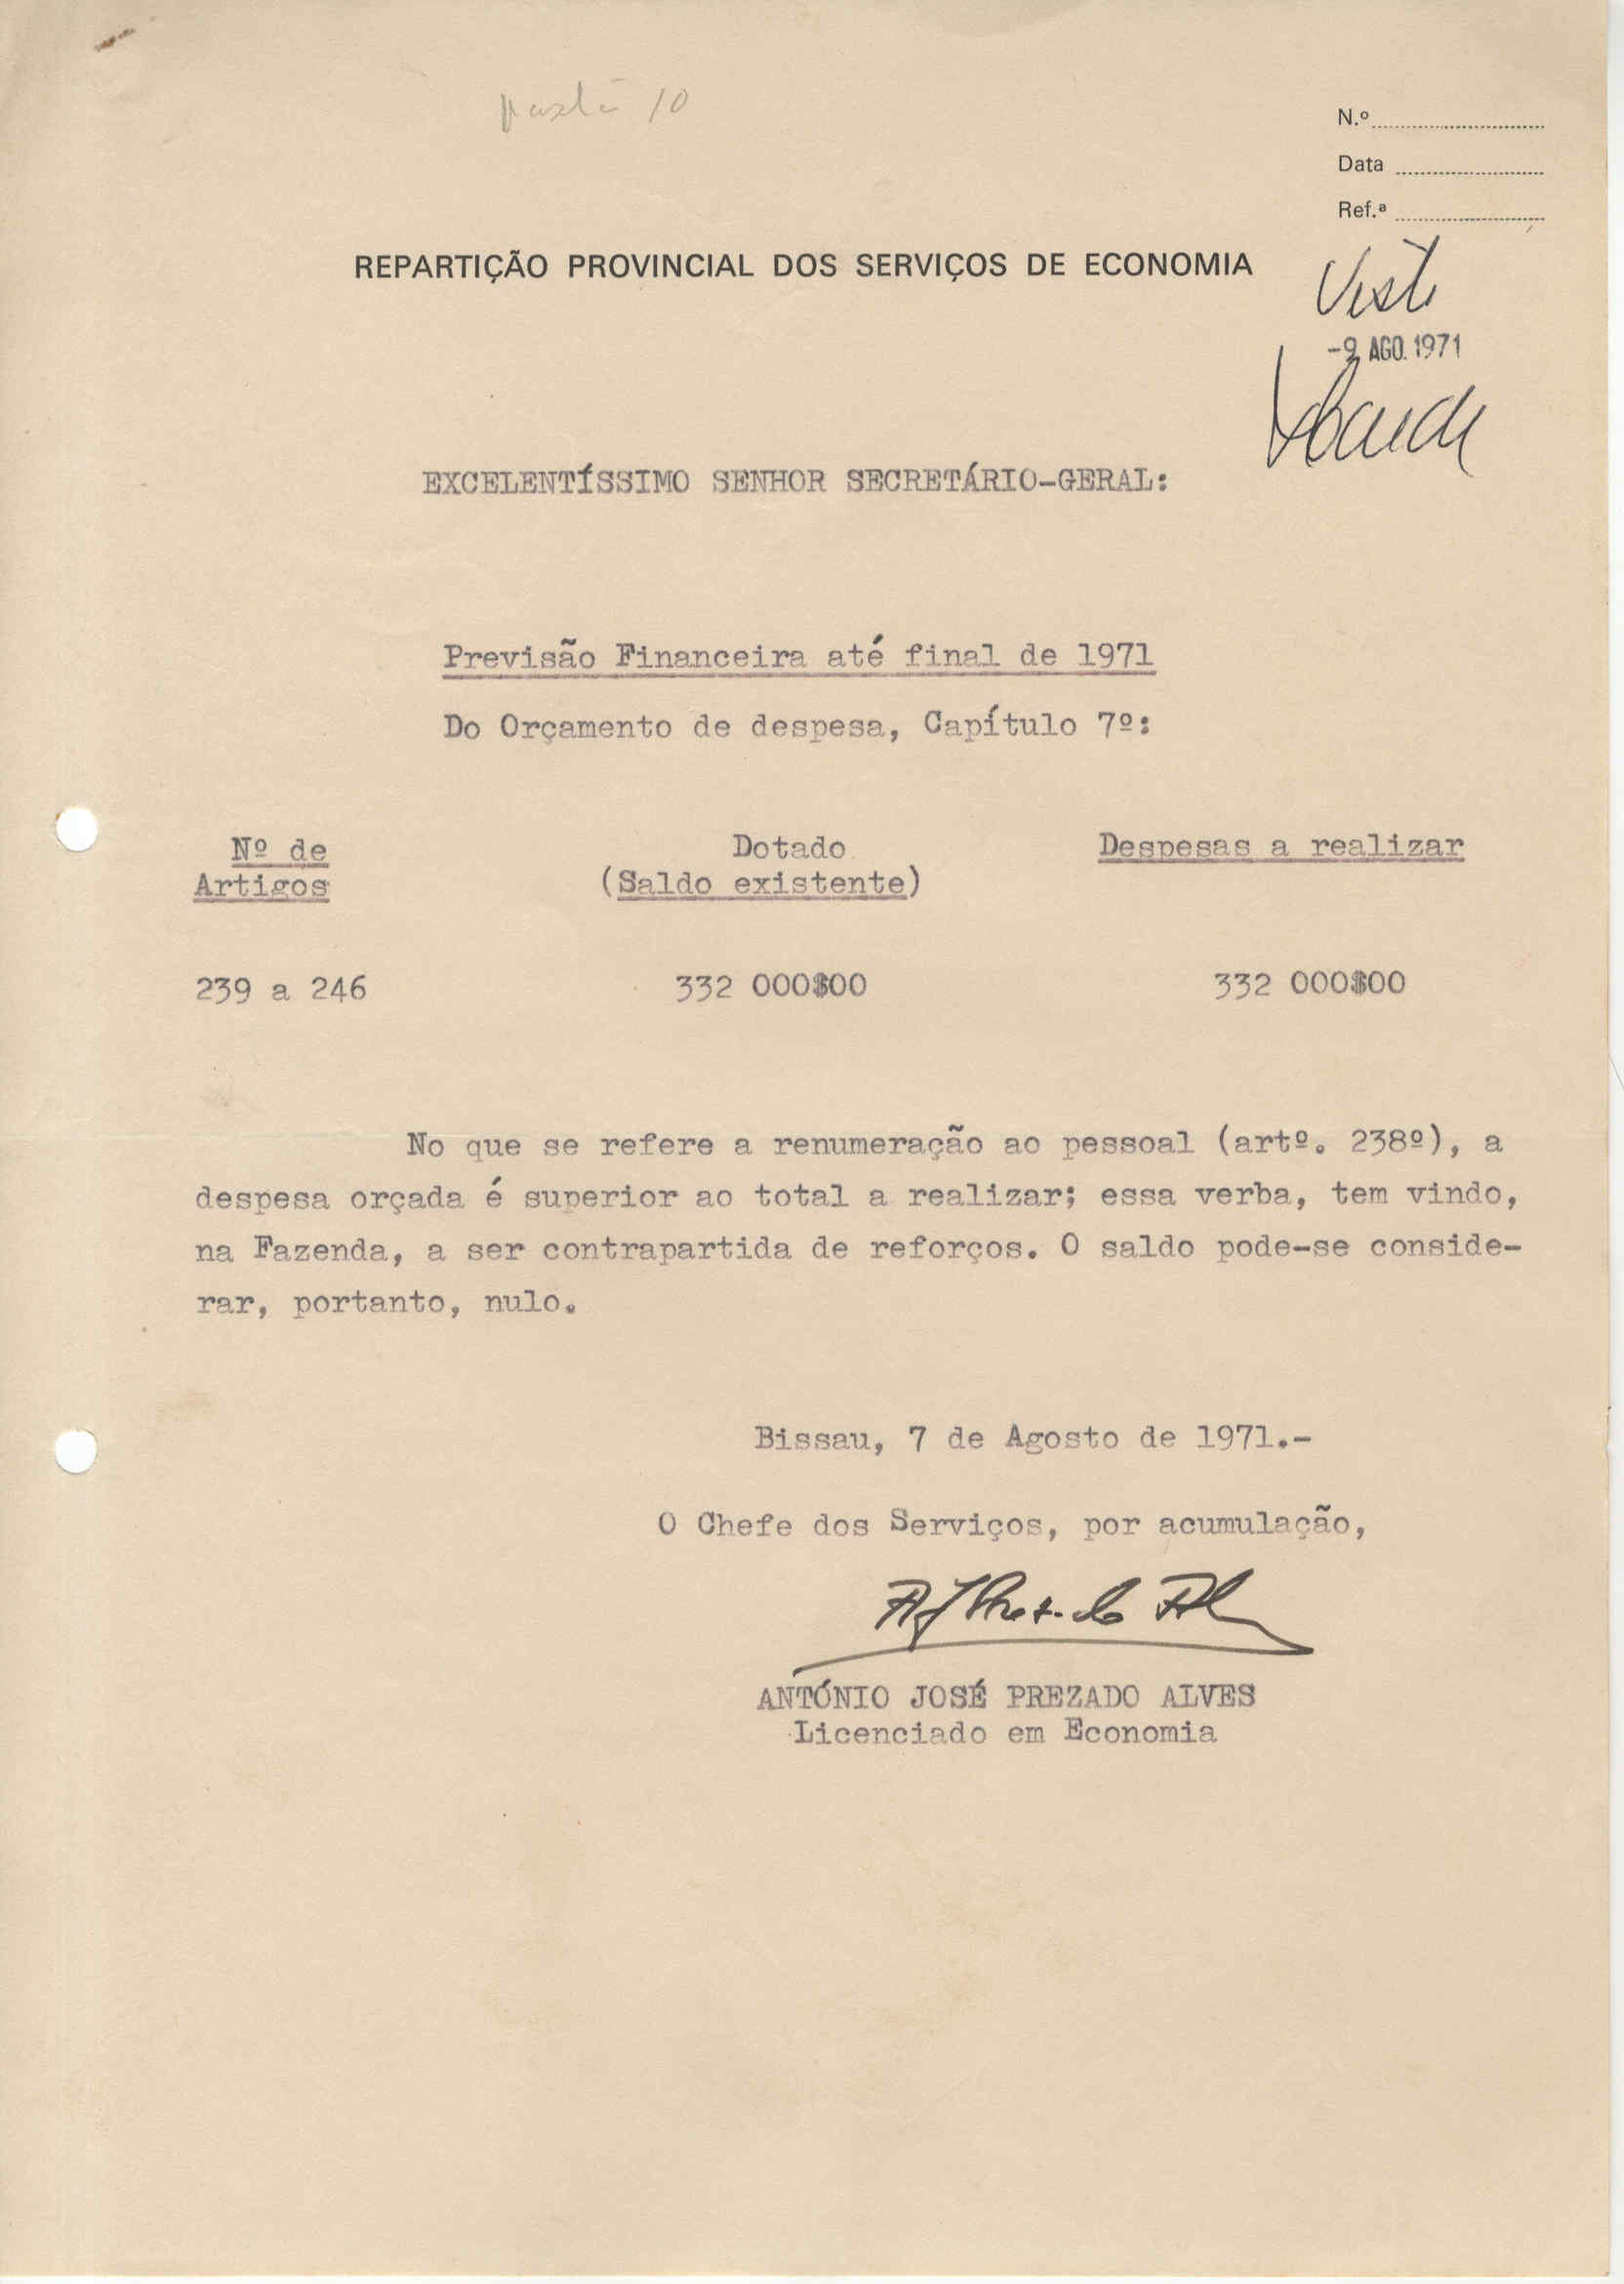 pasta 10
N.º
Data
Ref.ª
REPARTIÇÃO PROVINCIAL DOS SERVIÇOS DE ECONOMIA
Visto
-9 AGO. 1971
EXCELENTÍSSIMO SENHOR SECRETÁRIO-GERAL:
Previsão Financeira até final de 1971
Do Orçamento de despesa, Capítulo 7º:
Nº de Artigos
Dotado (Saldo existente)
Despesas a realizar
239 a 246 332 000$00 332 000$00
No que se refere a renumeração ao pessoal (artº. 238º), a
despesa orçada é superior ao total a realizar; essa verba, tem vindo,
na Fazenda, a ser contrapartida de reforços. O saldo pode-se conside-
rar, portanto, nulo.
Bissau, 7 de Agosto de 1971.-
O Chefe dos Serviços, por acumulação,
ANTÓNIO JOSÉ PREZADO ALVES
Licenciado em Economia